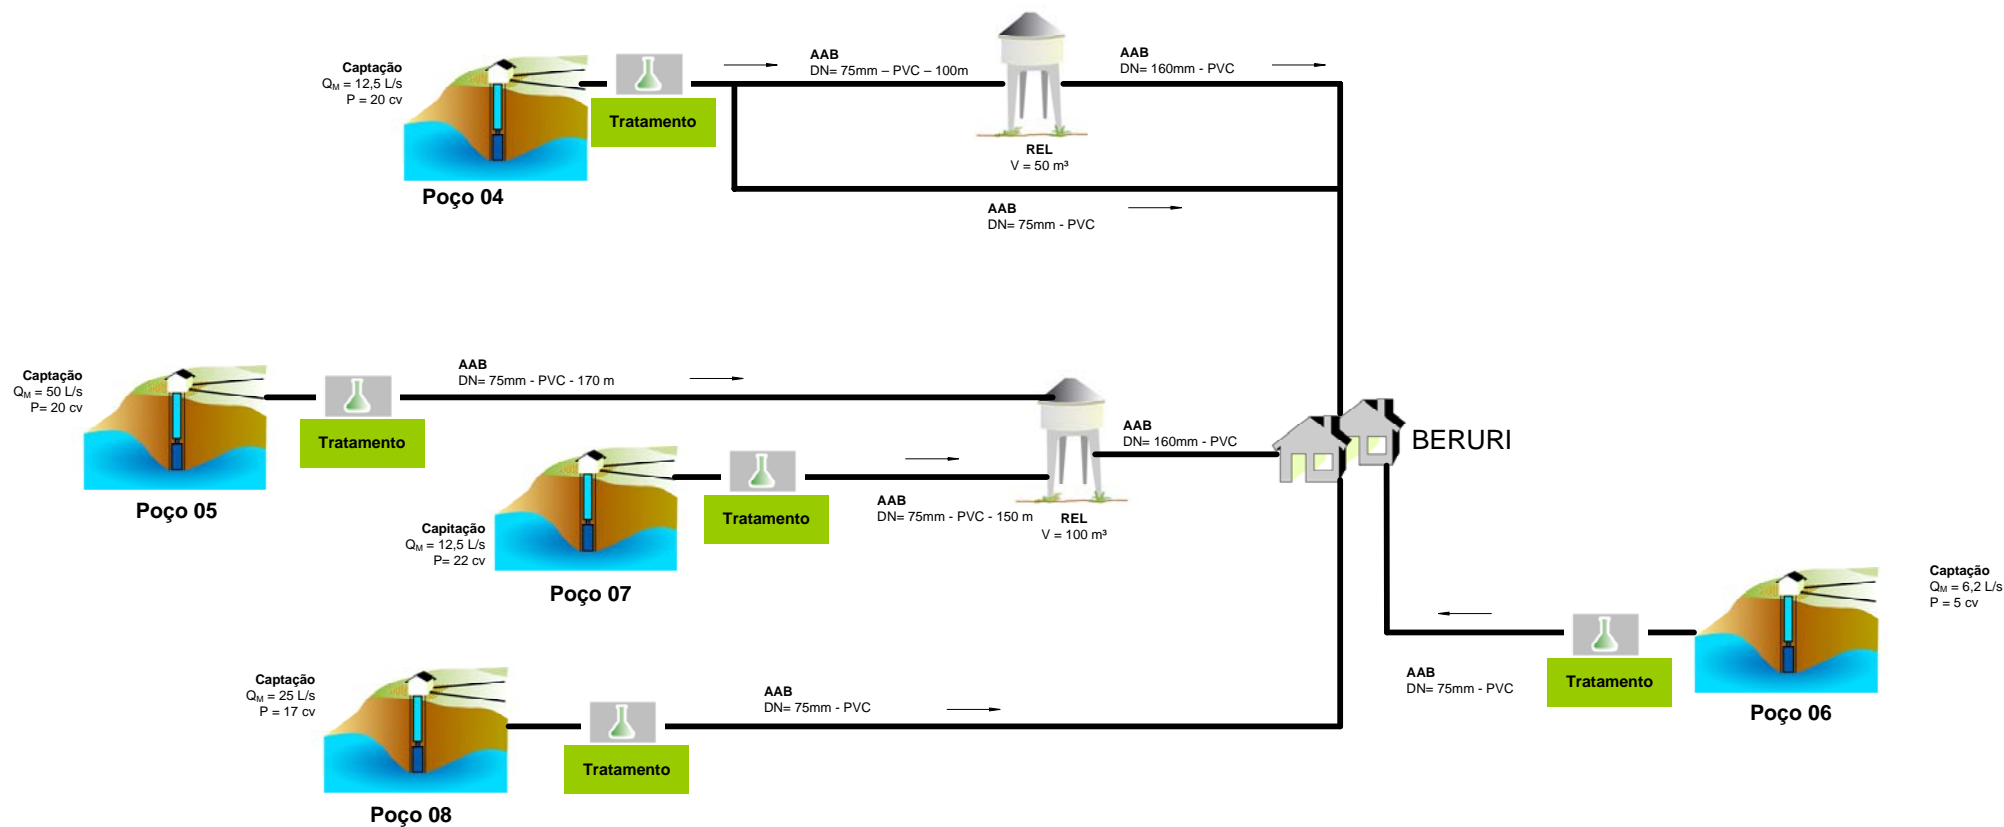 Captação
QM = 12,5 L/s
P = 20 cv
Tratamento
Poço 04
AAB
DN= 75mm – PVC – 100m
REL
V = 50 m³
AAB
DN= 160mm - PVC
AAB
DN= 75mm - PVC
Captação
QM = 50 L/s
P= 20 cv
Tratamento
Poço 05
AAB
DN= 75mm - PVC - 170 m
Capitação
QM = 12,5 L/s
P= 22 cv
Tratamento
Poço 07
AAB
DN= 75mm - PVC - 150 m
REL
V = 100 m³
AAB
DN= 160mm - PVC
BERURI
Captação
QM = 25 L/s
P = 17 cv
Tratamento
Poço 08
AAB
DN= 75mm - PVC
AAB
DN= 75mm - PVC
Tratamento
Poço 06
Captação
QM = 6,2 L/s
P = 5 cv